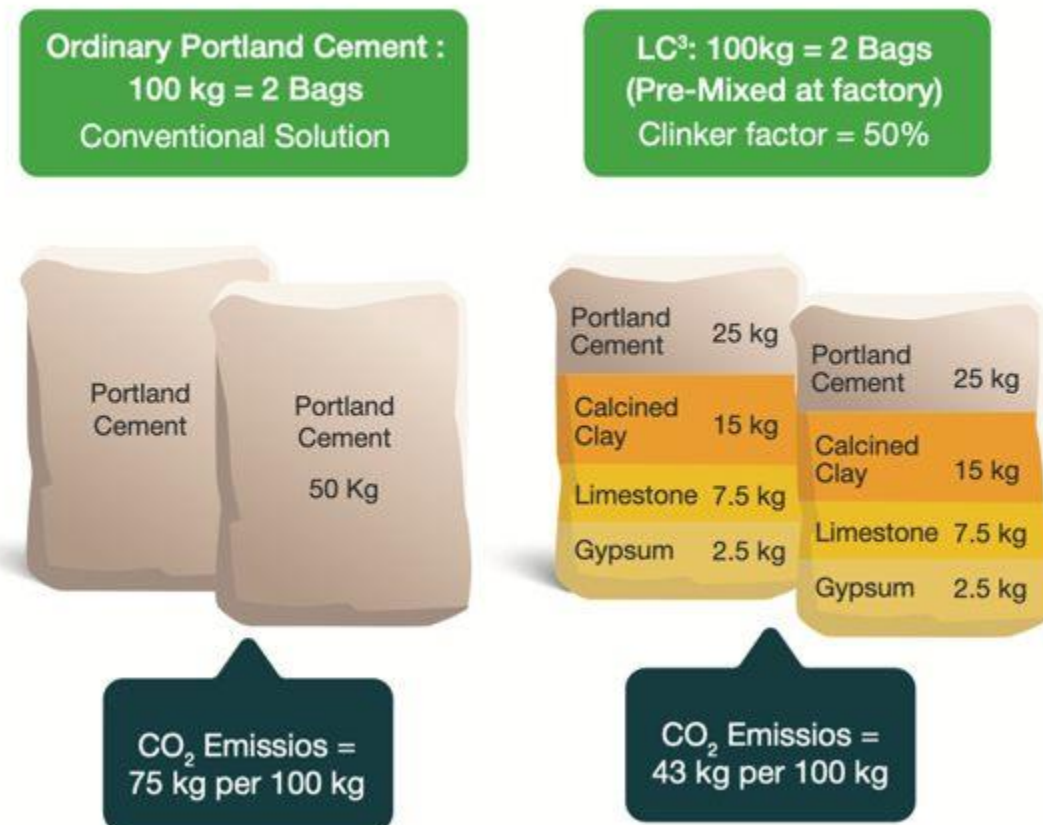 Ordinary Portland Cement :
100 kg = 2 Bags
Conventional Solution
LC³: 100kg = 2 Bags
(Pre-Mixed at factory)
Clinker factor = 50%
Portland
Cement
Portland
Cement
50 Kg
Portland
Cement 25 kg
Calcined
Clay 15 kg
Limestone 7.5 kg
Gypsum 2.5 kg
Portland
Cement 25 kg
Calcined
Clay 15 kg
Limestone 7.5 kg
Gypsum 2.5 kg
CO₂ Emissios =
75 kg per 100 kg
CO₂ Emissios =
43 kg per 100 kg